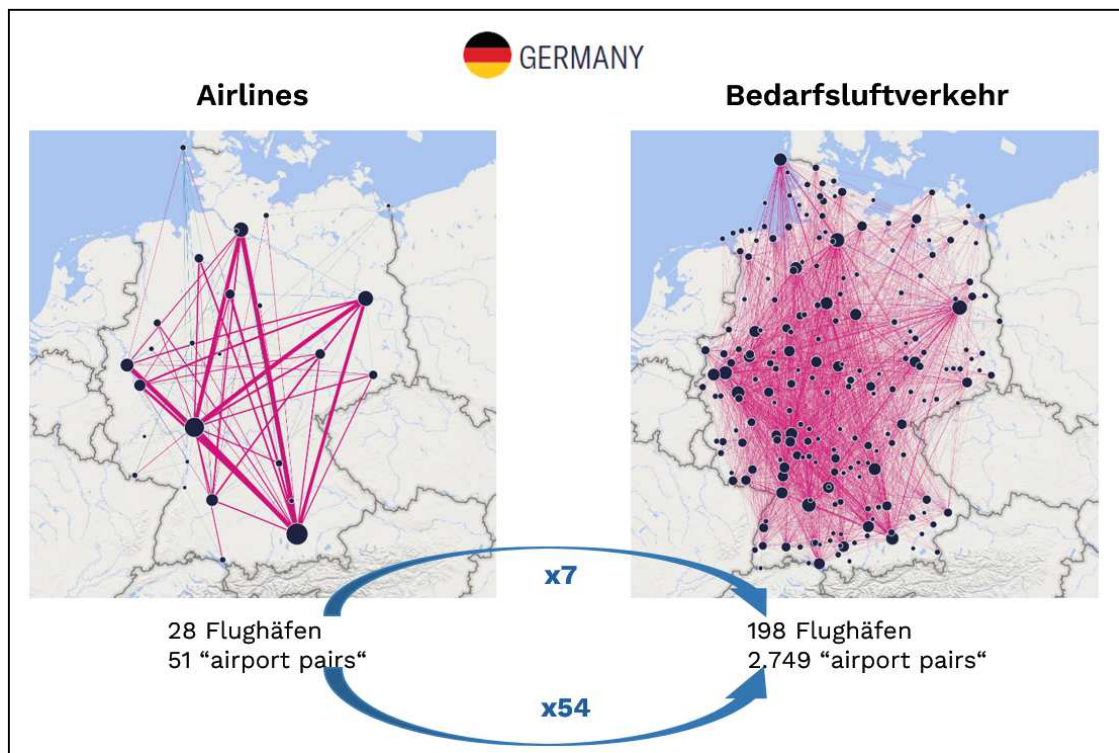 GERMANY
Airlines
Bedarfsluftverkehr
x7
28 Flughäfen
51 “airport pairs“
198 Flughäfen
2.749 “airport pairs“
x54